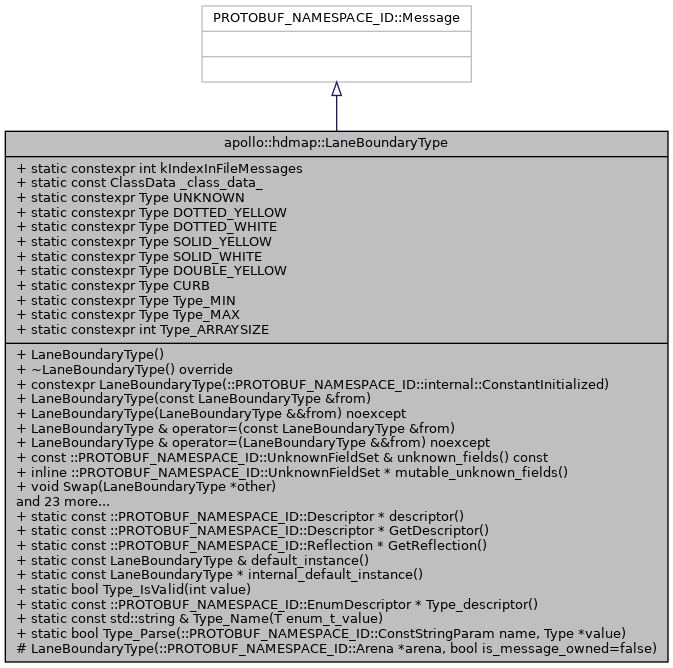 PROTOBUF_NAMESPACE_ID::Message
apollo::hdmap::LaneBoundaryType
+ static constexpr int kIndexInFileMessages
+ static const ClassData _class_data_
+ static constexpr Type UNKNOWN
+ static constexpr Type DOTTED_YELLOW
+ static constexpr Type DOTTED_WHITE
+ static constexpr Type SOLID_YELLOW
+ static constexpr Type SOLID_WHITE
+ static constexpr Type DOUBLE_YELLOW
+ static constexpr Type CURB
+ static constexpr Type Type_MIN
+ static constexpr Type Type_MAX
+ static constexpr int Type_ARRAYSIZE
+ LaneBoundaryType()
+ ~LaneBoundaryType() override
+ constexpr LaneBoundaryType(::PROTOBUF_NAMESPACE_ID::internal::ConstantInitialized)
+ LaneBoundaryType(const LaneBoundaryType &from)
+ LaneBoundaryType(LaneBoundaryType &&from) noexcept
+ LaneBoundaryType & operator=(const LaneBoundaryType &from)
+ LaneBoundaryType & operator=(LaneBoundaryType &&from) noexcept
+ const ::PROTOBUF_NAMESPACE_ID::UnknownFieldSet & unknown_fields() const
+ inline ::PROTOBUF_NAMESPACE_ID::UnknownFieldSet * mutable_unknown_fields()
+ void Swap(LaneBoundaryType *other)
and 23 more...
+ static const ::PROTOBUF_NAMESPACE_ID::Descriptor * descriptor()
+ static const ::PROTOBUF_NAMESPACE_ID::Descriptor * GetDescriptor()
+ static const ::PROTOBUF_NAMESPACE_ID::Reflection * GetReflection()
+ static const LaneBoundaryType & default_instance()
+ static const LaneBoundaryType * internal_default_instance()
+ static bool Type_IsValid(int value)
+ static const ::PROTOBUF_NAMESPACE_ID::EnumDescriptor * Type_descriptor()
+ static const std::string & Type_Name(T enum_t_value)
+ static bool Type_Parse(::PROTOBUF_NAMESPACE_ID::ConstStringParam name, Type *value)
# LaneBoundaryType(::PROTOBUF_NAMESPACE_ID::Arena *arena, bool is_message_owned=false)